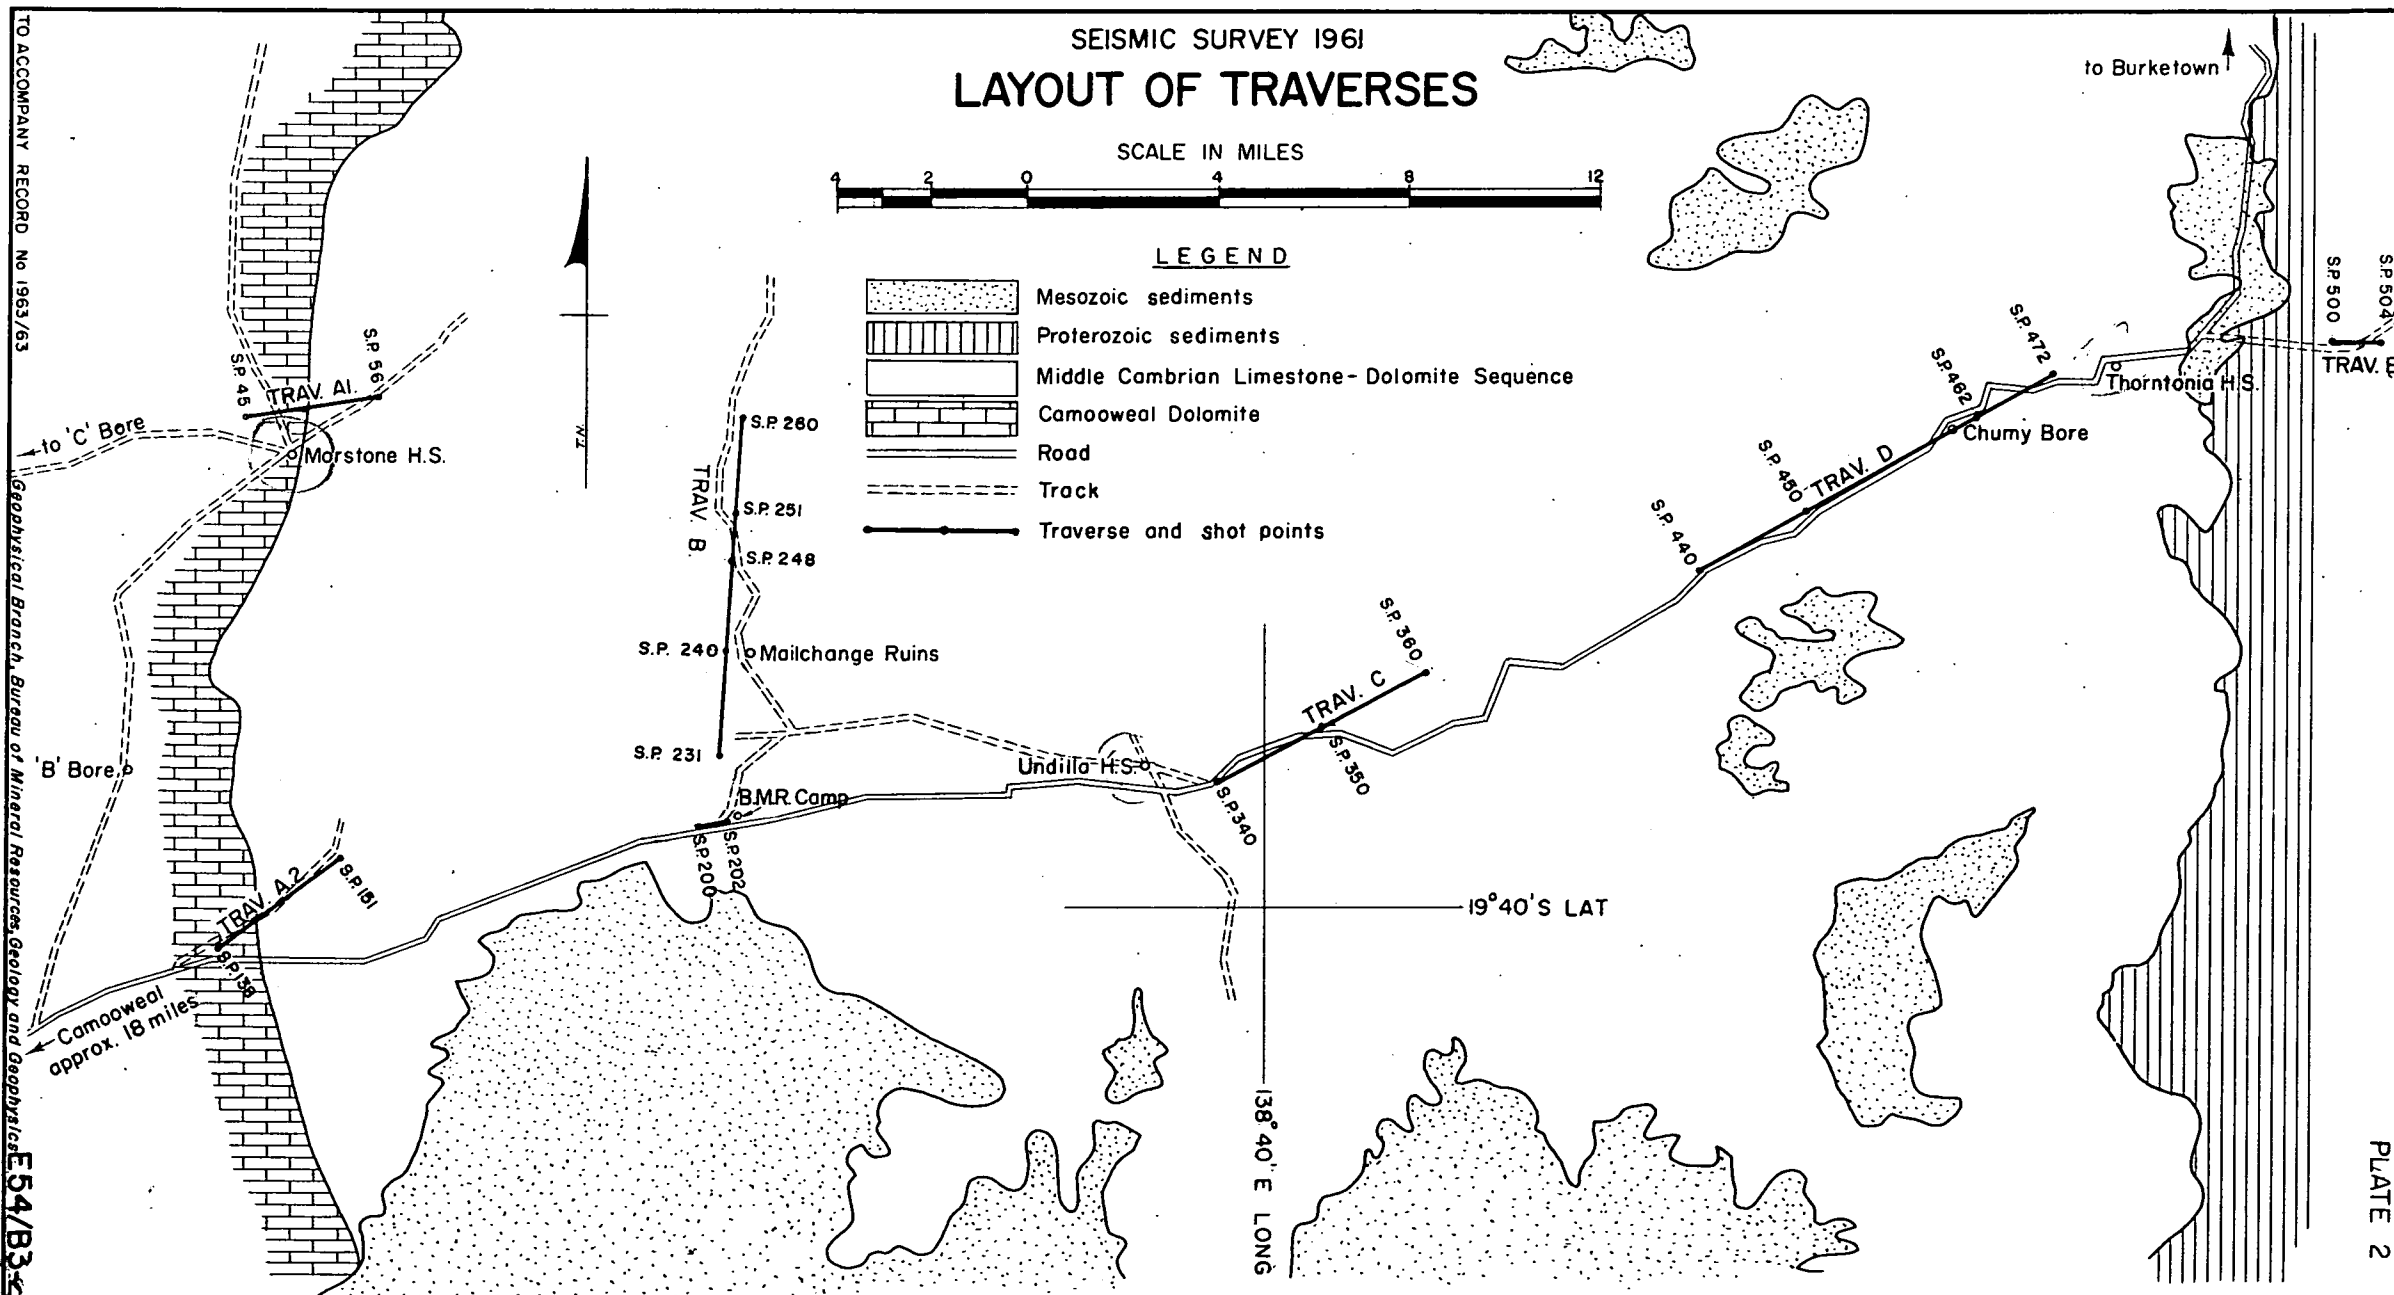 SEISMIC SURVEY 1961
LAYOUT OF TRAVERSES
SCALE IN MILES
4 2 0 4 8 12
LEGEND
Mesozoic sediments
Proterozoic sediments
Middle Cambrian Limestone-Dolomite Sequence
Camooweal Dolomite
Road
Track
Traverse and shot points
TO ACCOMPANY RECORD No 1963/63
Geophysical Branch, Bureau of Mineral Resources, Geology and Geophysics
E54/B3-
PLATE 2
to Burketown
S.P. 500
S.P. 504
TRAV. E
S.P. 45
TRAV. A1.
S.P. 56
to 'C' Bore
Morstone H.S.
T.N.
S.P. 260
TRAV. B.
S.P. 251
S.P. 248
S.P. 240
Mailchange Ruins
S.P. 231
'B' Bore
B.M.R. Camp
S.P. 200
S.P. 202
TRAV. A.2
S.P. 151
S.P. 138
Camooweal
approx. 18 miles
Undilla H.S.
S.P. 340
S.P. 350
TRAV. C
S.P. 360
S.P. 440
S.P. 450
TRAV. D
S.P. 462
S.P. 472
Chumy Bore
Thorntonia H.S.
19°40'S LAT
138°40'E LONG